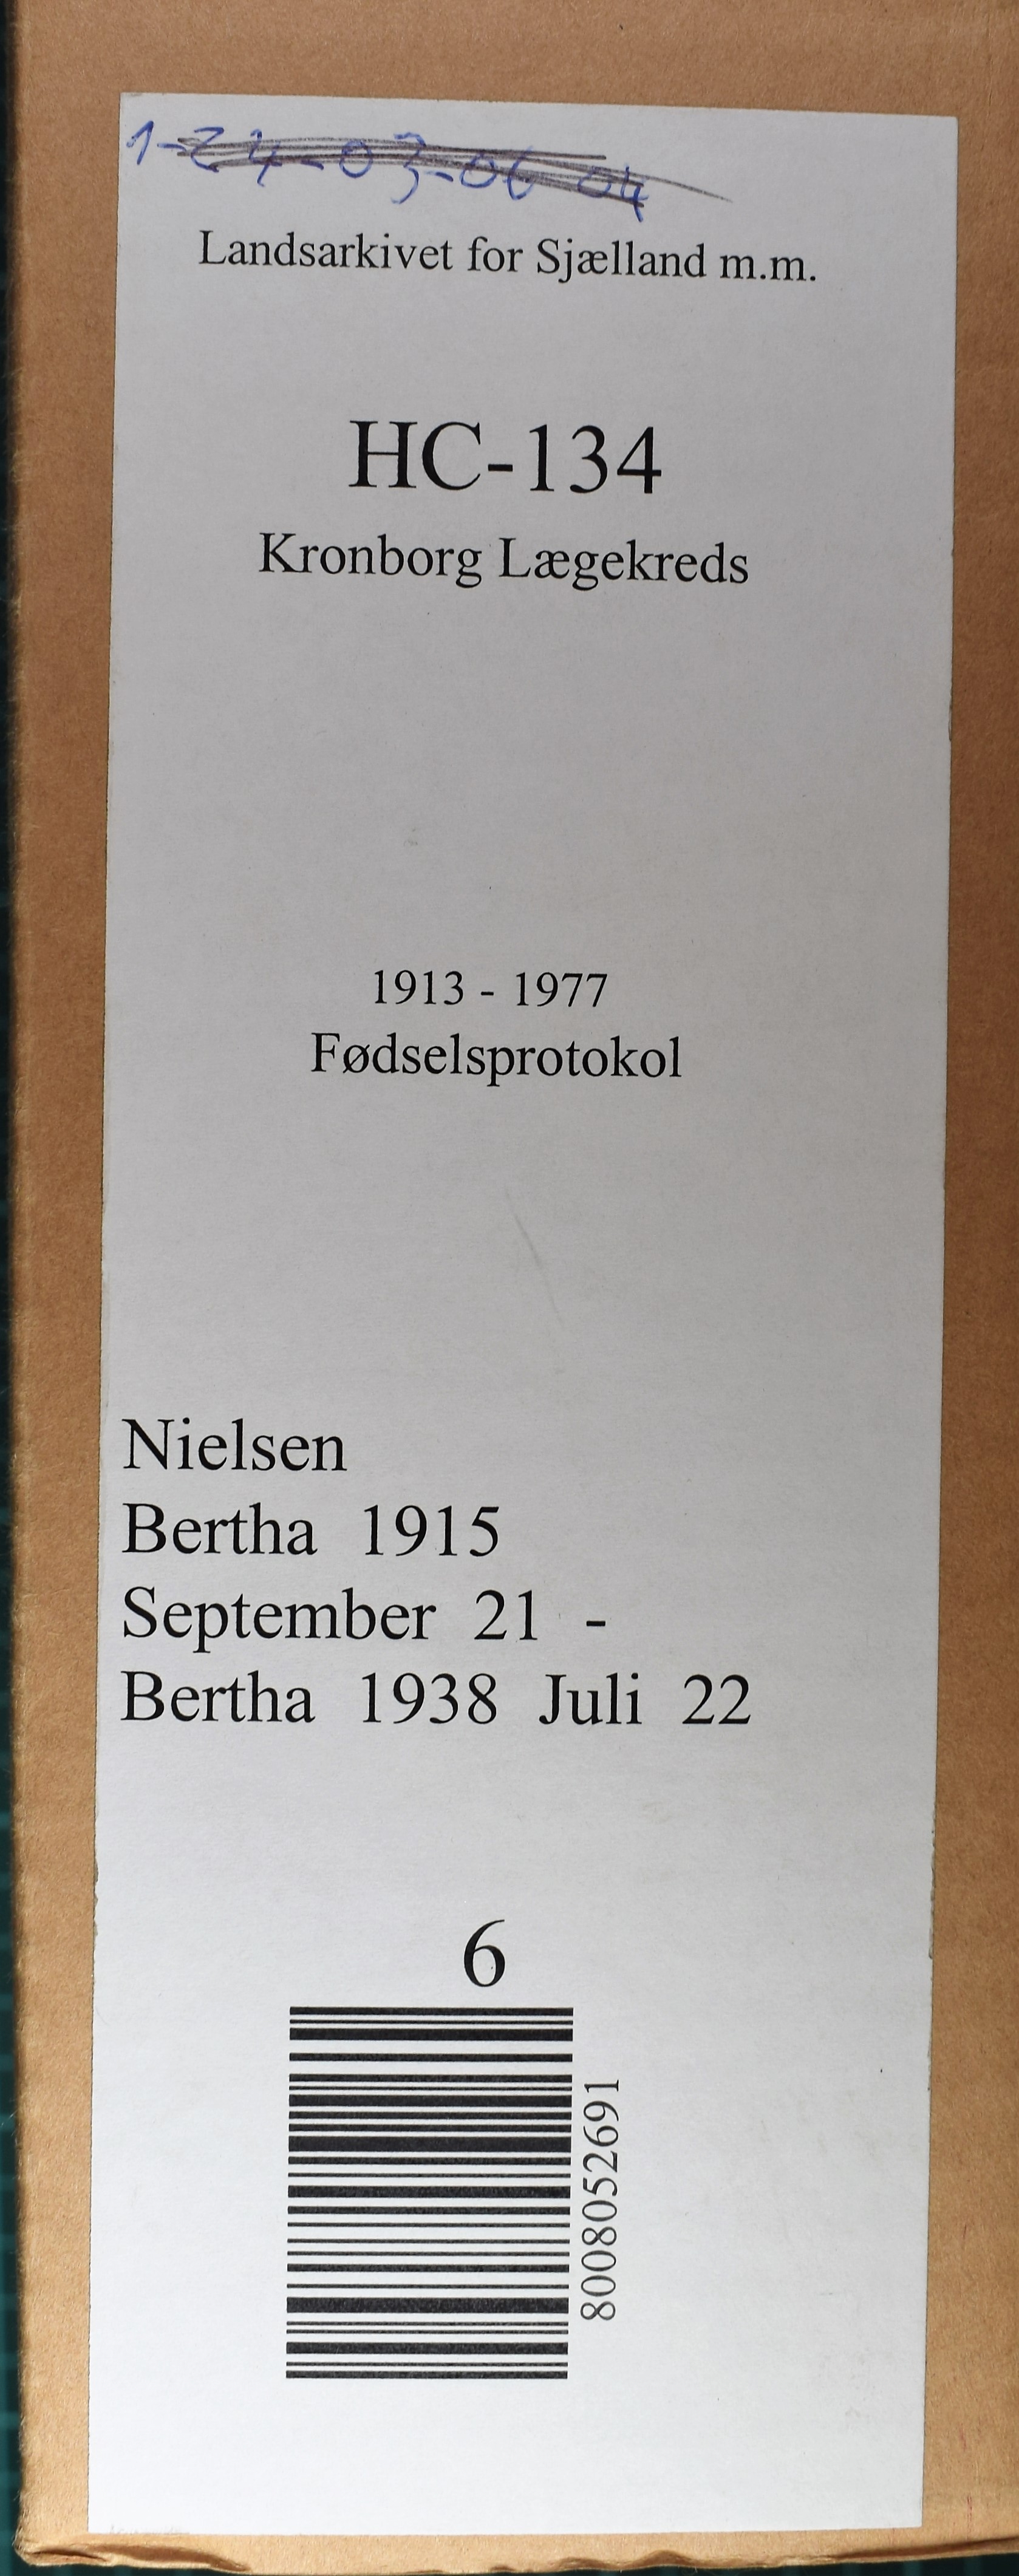 1-24-03-06 04
Landsarkivet for Sjælland m.m.
HC-134
Kronborg Lægekreds
1913 - 1977
Fødselsprotokol
Nielsen
Bertha 1915
September 21 -
Bertha 1938 Juli 22
6
8008052691